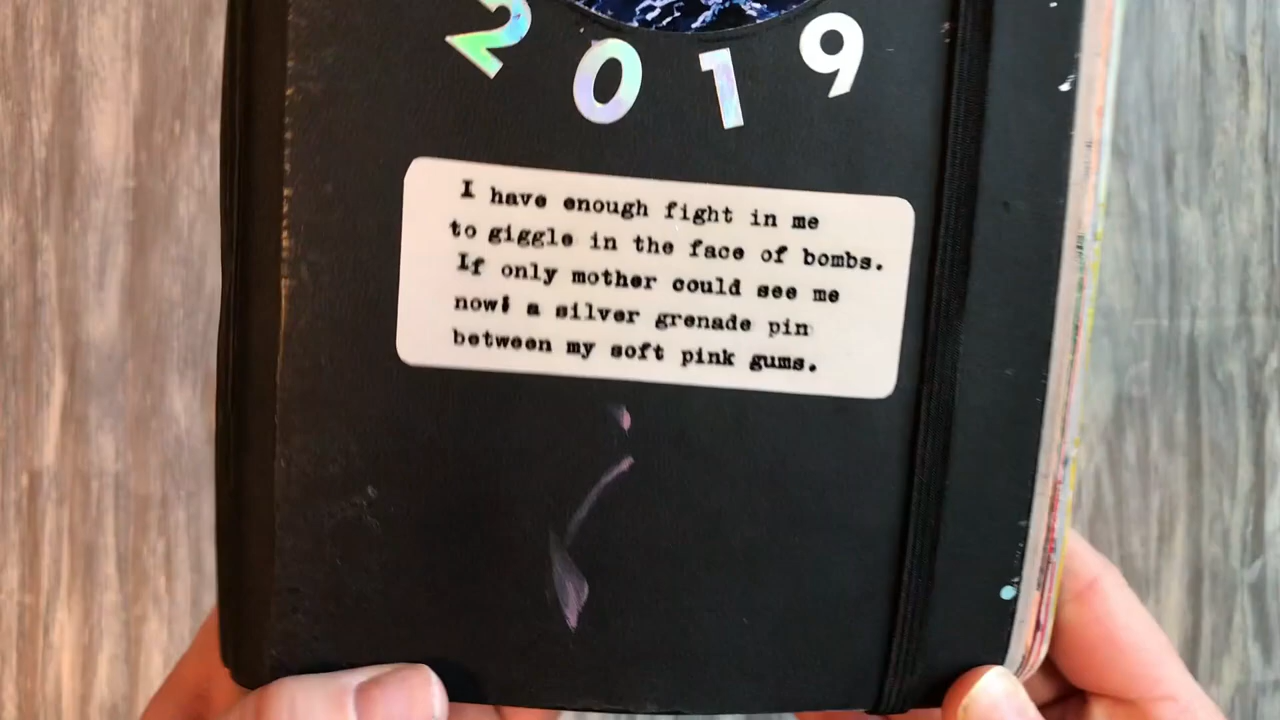 2019
I have enough fight in me
to giggle in the face of bombs.
If only mother could see me
now: a silver grenade pin
between my soft pink gums.